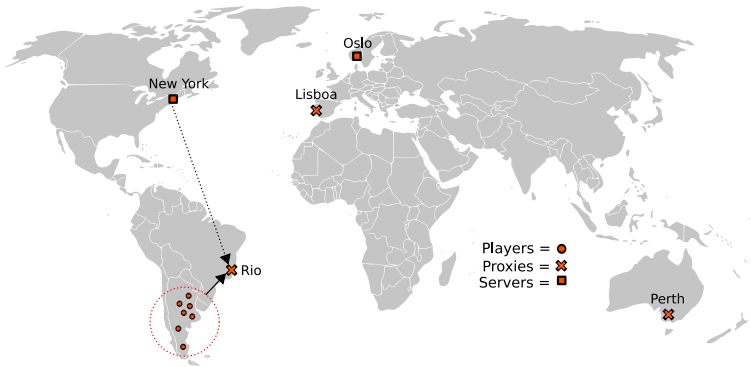 Oslo
New York
Lisboa
Rio
Players =
Proxies =
Servers =
Perth